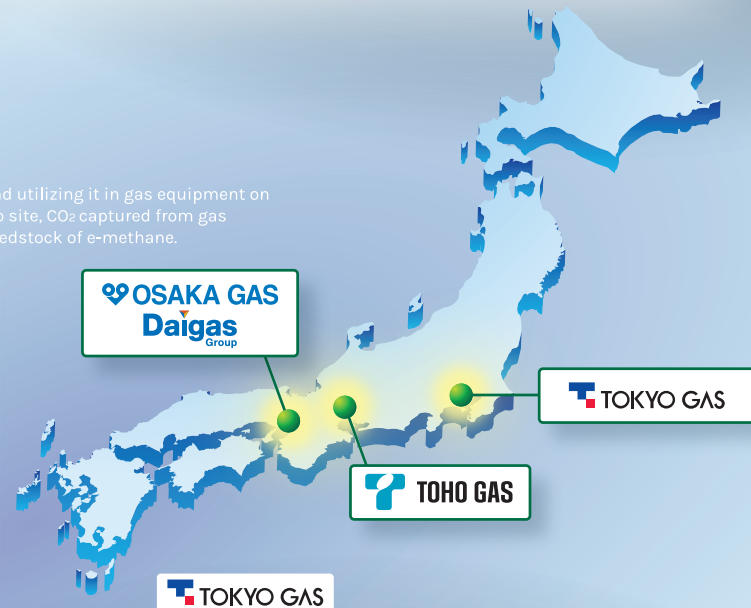 nd utilizing it in gas equipment on
site, CO2 captured from gas
edstock of e-methane.
OSAKA GAS
Daigas
Group
TOKYO GAS
TOHO GAS
TOKYO GAS